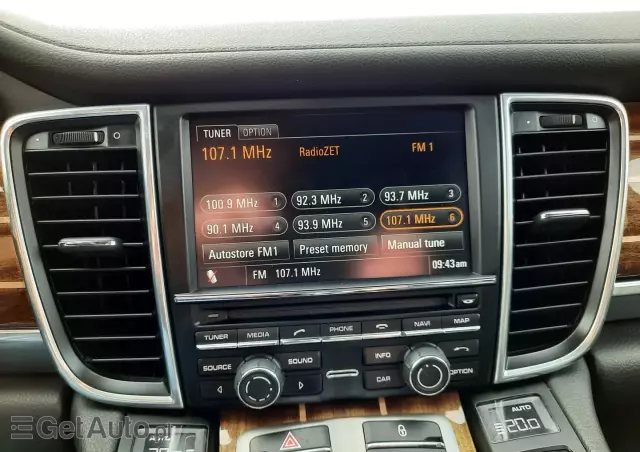 TUNER OPTION
107.1 MHz RadioZET FM 1
100.9 MHz 1 92.3 MHz 2 93.7 MHz 3
90.1 MHz 4 93.9 MHz 5 107.1 MHz 6
Autostore FM1 Preset memory Manual tune
FM 107.1 MHz 09:43am
TUNER MEDIA PHONE NAVI MAP
SOURCE SOUND INFO
CAR OPTION
AUTO
20.0
GetAuto